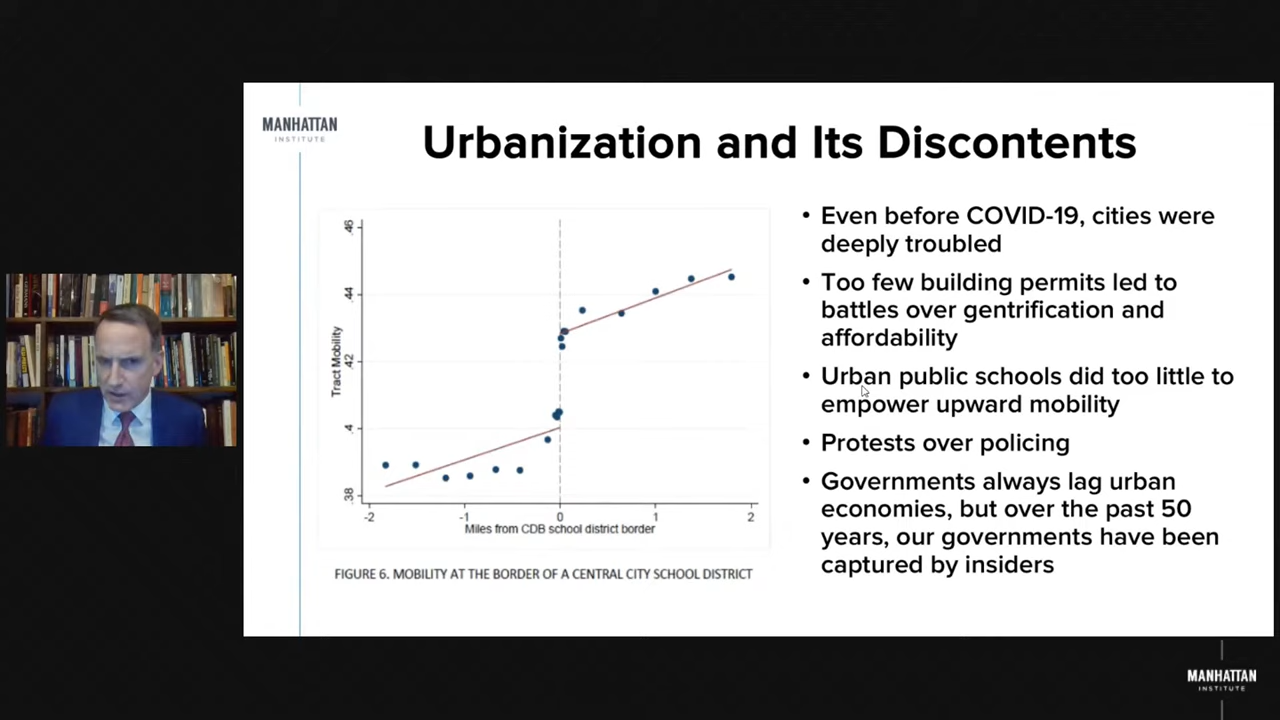 MANHATTAN
INSTITUTE
Urbanization and Its Discontents
.46
.44
.42
.4
.38
Tract Mobility
-2
-1
0
1
2
Miles from CDB school district border
FIGURE 6. MOBILITY AT THE BORDER OF A CENTRAL CITY SCHOOL DISTRICT
• Even before COVID-19, cities were
deeply troubled
• Too few building permits led to
battles over gentrification and
affordability
• Urban public schools did too little to
empower upward mobility
• Protests over policing
• Governments always lag urban
economies, but over the past 50
years, our governments have been
captured by insiders
MANHATTAN
INSTITUTE